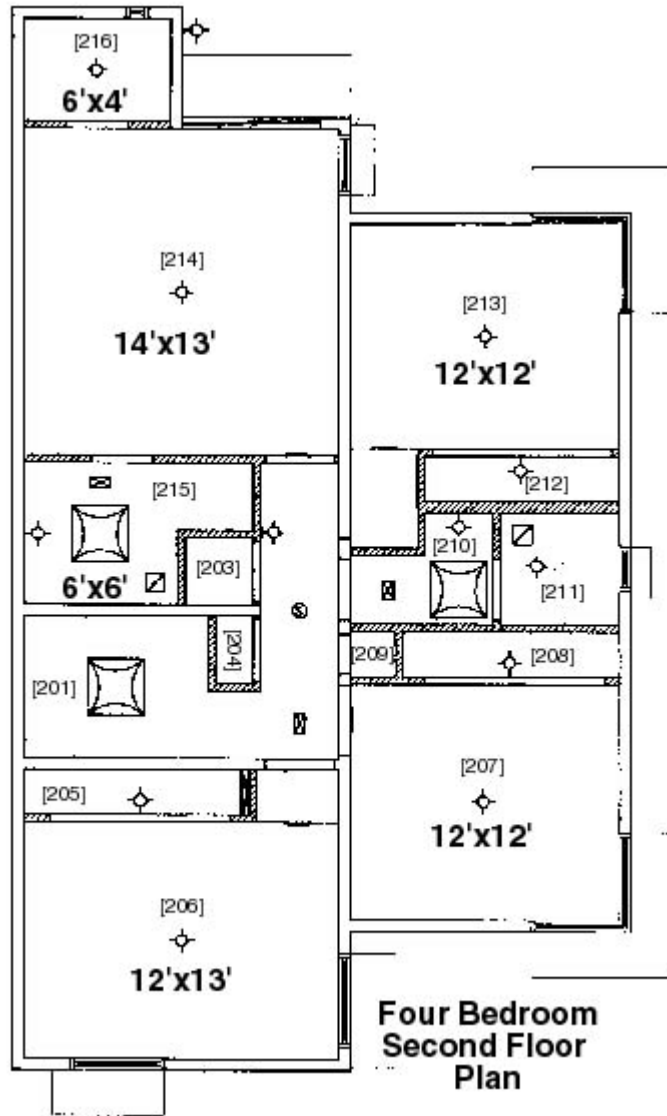 [216]
6'x4'
[214]
14'x13'
[213]
12'x12'
[212]
[215]
[210]
[203]
[211]
6'x6'
[204]
[209]
[208]
[201]
[205]
[207]
12'x12'
[206]
12'x13'
Four Bedroom
Second Floor
Plan